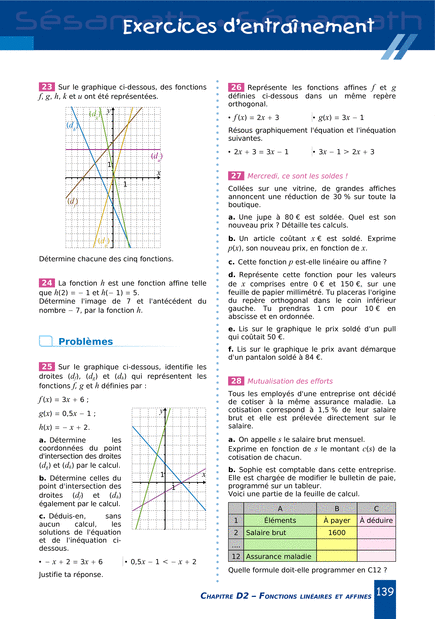 Exercices d'entraînement
23 Sur le graphique ci-dessous, des fonctions
f, g, h, k et u ont été représentées.
Détermine chacune des cinq fonctions.
24 La fonction h est une fonction affine telle
que h(2) = − 1 et h(− 1) = 5.
Détermine l'image de 7 et l'antécédent du
nombre − 7, par la fonction h.
Problèmes
25 Sur le graphique ci-dessous, identifie les
droites (df), (dg) et (dh) qui représentent les
fonctions f, g et h définies par :
f(x) = 3x + 6 ;
g(x) = 0,5x − 1 ;
h(x) = − x + 2.
a. Détermine les
coordonnées du point
d'intersection des droites
(dg) et (dh) par le calcul.
b. Détermine celles du
point d'intersection des
droites (df) et (dh)
également par le calcul.
c. Déduis-en, sans
aucun calcul, les
solutions de l'équation
et de l'inéquation ci-
dessous.
• − x + 2 = 3x + 6
• 0,5x − 1 < − x + 2
Justifie ta réponse.
26 Représente les fonctions affines f et g
définies ci-dessous dans un même repère
orthogonal.
• f(x) = 2x + 3
• g(x) = 3x − 1
Résous graphiquement l'équation et l'inéquation
suivantes.
• 2x + 3 = 3x − 1
• 3x − 1 > 2x + 3
27 Mercredi, ce sont les soldes !
Collées sur une vitrine, de grandes affiches
annoncent une réduction de 30 % sur toute la
boutique.
a. Une jupe à 80 € est soldée. Quel est son
nouveau prix ? Détaille tes calculs.
b. Un article coûtant x € est soldé. Exprime
p(x), son nouveau prix, en fonction de x.
c. Cette fonction p est-elle linéaire ou affine ?
d. Représente cette fonction pour les valeurs
de x comprises entre 0 € et 150 €, sur une
feuille de papier millimétré. Tu placeras l'origine
du repère orthogonal dans le coin inférieur
gauche. Tu prendras 1 cm pour 10 € en
abscisse et en ordonnée.
e. Lis sur le graphique le prix soldé d'un pull
qui coûtait 50 €.
f. Lis sur le graphique le prix avant démarque
d'un pantalon soldé à 84 €.
28 Mutualisation des efforts
Tous les employés d'une entreprise ont décidé
de cotiser à la même assurance maladie. La
cotisation correspond à 1,5 % de leur salaire
brut et elle est prélevée directement sur le
salaire.
a. On appelle s le salaire brut mensuel.
Exprime en fonction de s le montant c(s) de la
cotisation de chacun.
b. Sophie est comptable dans cette entreprise.
Elle est chargée de modifier le bulletin de paie,
programmé sur un tableur.
Voici une partie de la feuille de calcul.
A B C
1 Éléments À payer À déduire
2 Salaire brut 1600
....
12 Assurance maladie
Quelle formule doit-elle programmer en C12 ?
CHAPITRE D2 – FONCTIONS LINÉAIRES ET AFFINES 139